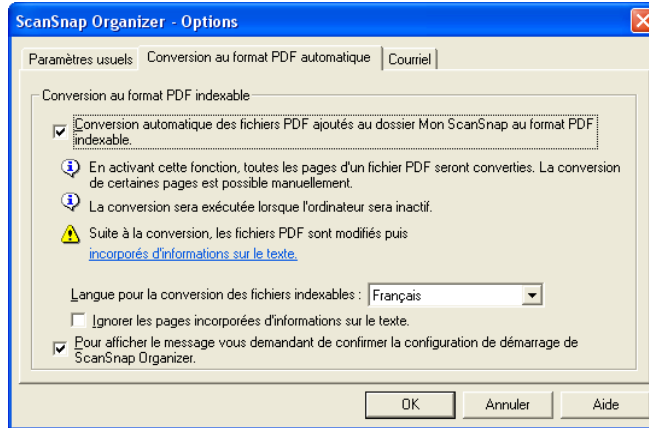 ScanSnap Organizer - Options
Paramètres usuels Conversion au format PDF automatique Courriel
Conversion au format PDF indexable
Conversion automatique des fichiers PDF ajoutés au dossier Mon ScanSnap au format PDF
indexable.
En activant cette fonction, toutes les pages d'un fichier PDF seront converties. La conversion
de certaines pages est possible manuellement.
La conversion sera exécutée lorsque l'ordinateur sera inactif.
Suite à la conversion, les fichiers PDF sont modifiés puis
incorporés d'informations sur le texte.
Langue pour la conversion des fichiers indexables : Français
Ignorer les pages incorporées d'informations sur le texte.
Pour afficher le message vous demandant de confirmer la configuration de démarrage de
ScanSnap Organizer.
OK Annuler Aide